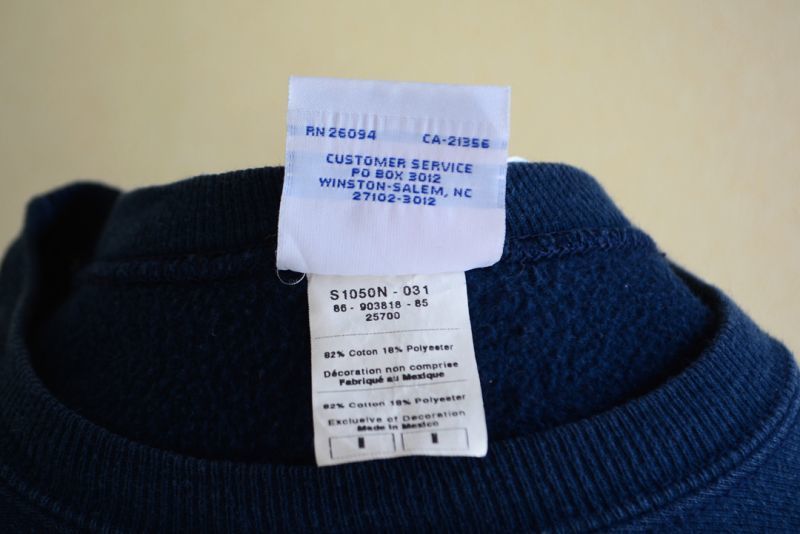 RN 26094 CA-21356
CUSTOMER SERVICE
PO BOX 3012
WINSTON-SALEM, NC
27102-3012
S1050N - 031
86 - 903818 - 85
25700
82% Coton 18% Polyester
Décoration non comprise
Fabriqué au Mexique
82% Cotton 18% Polyester
Exclusive of Decoration
Made in Mexico